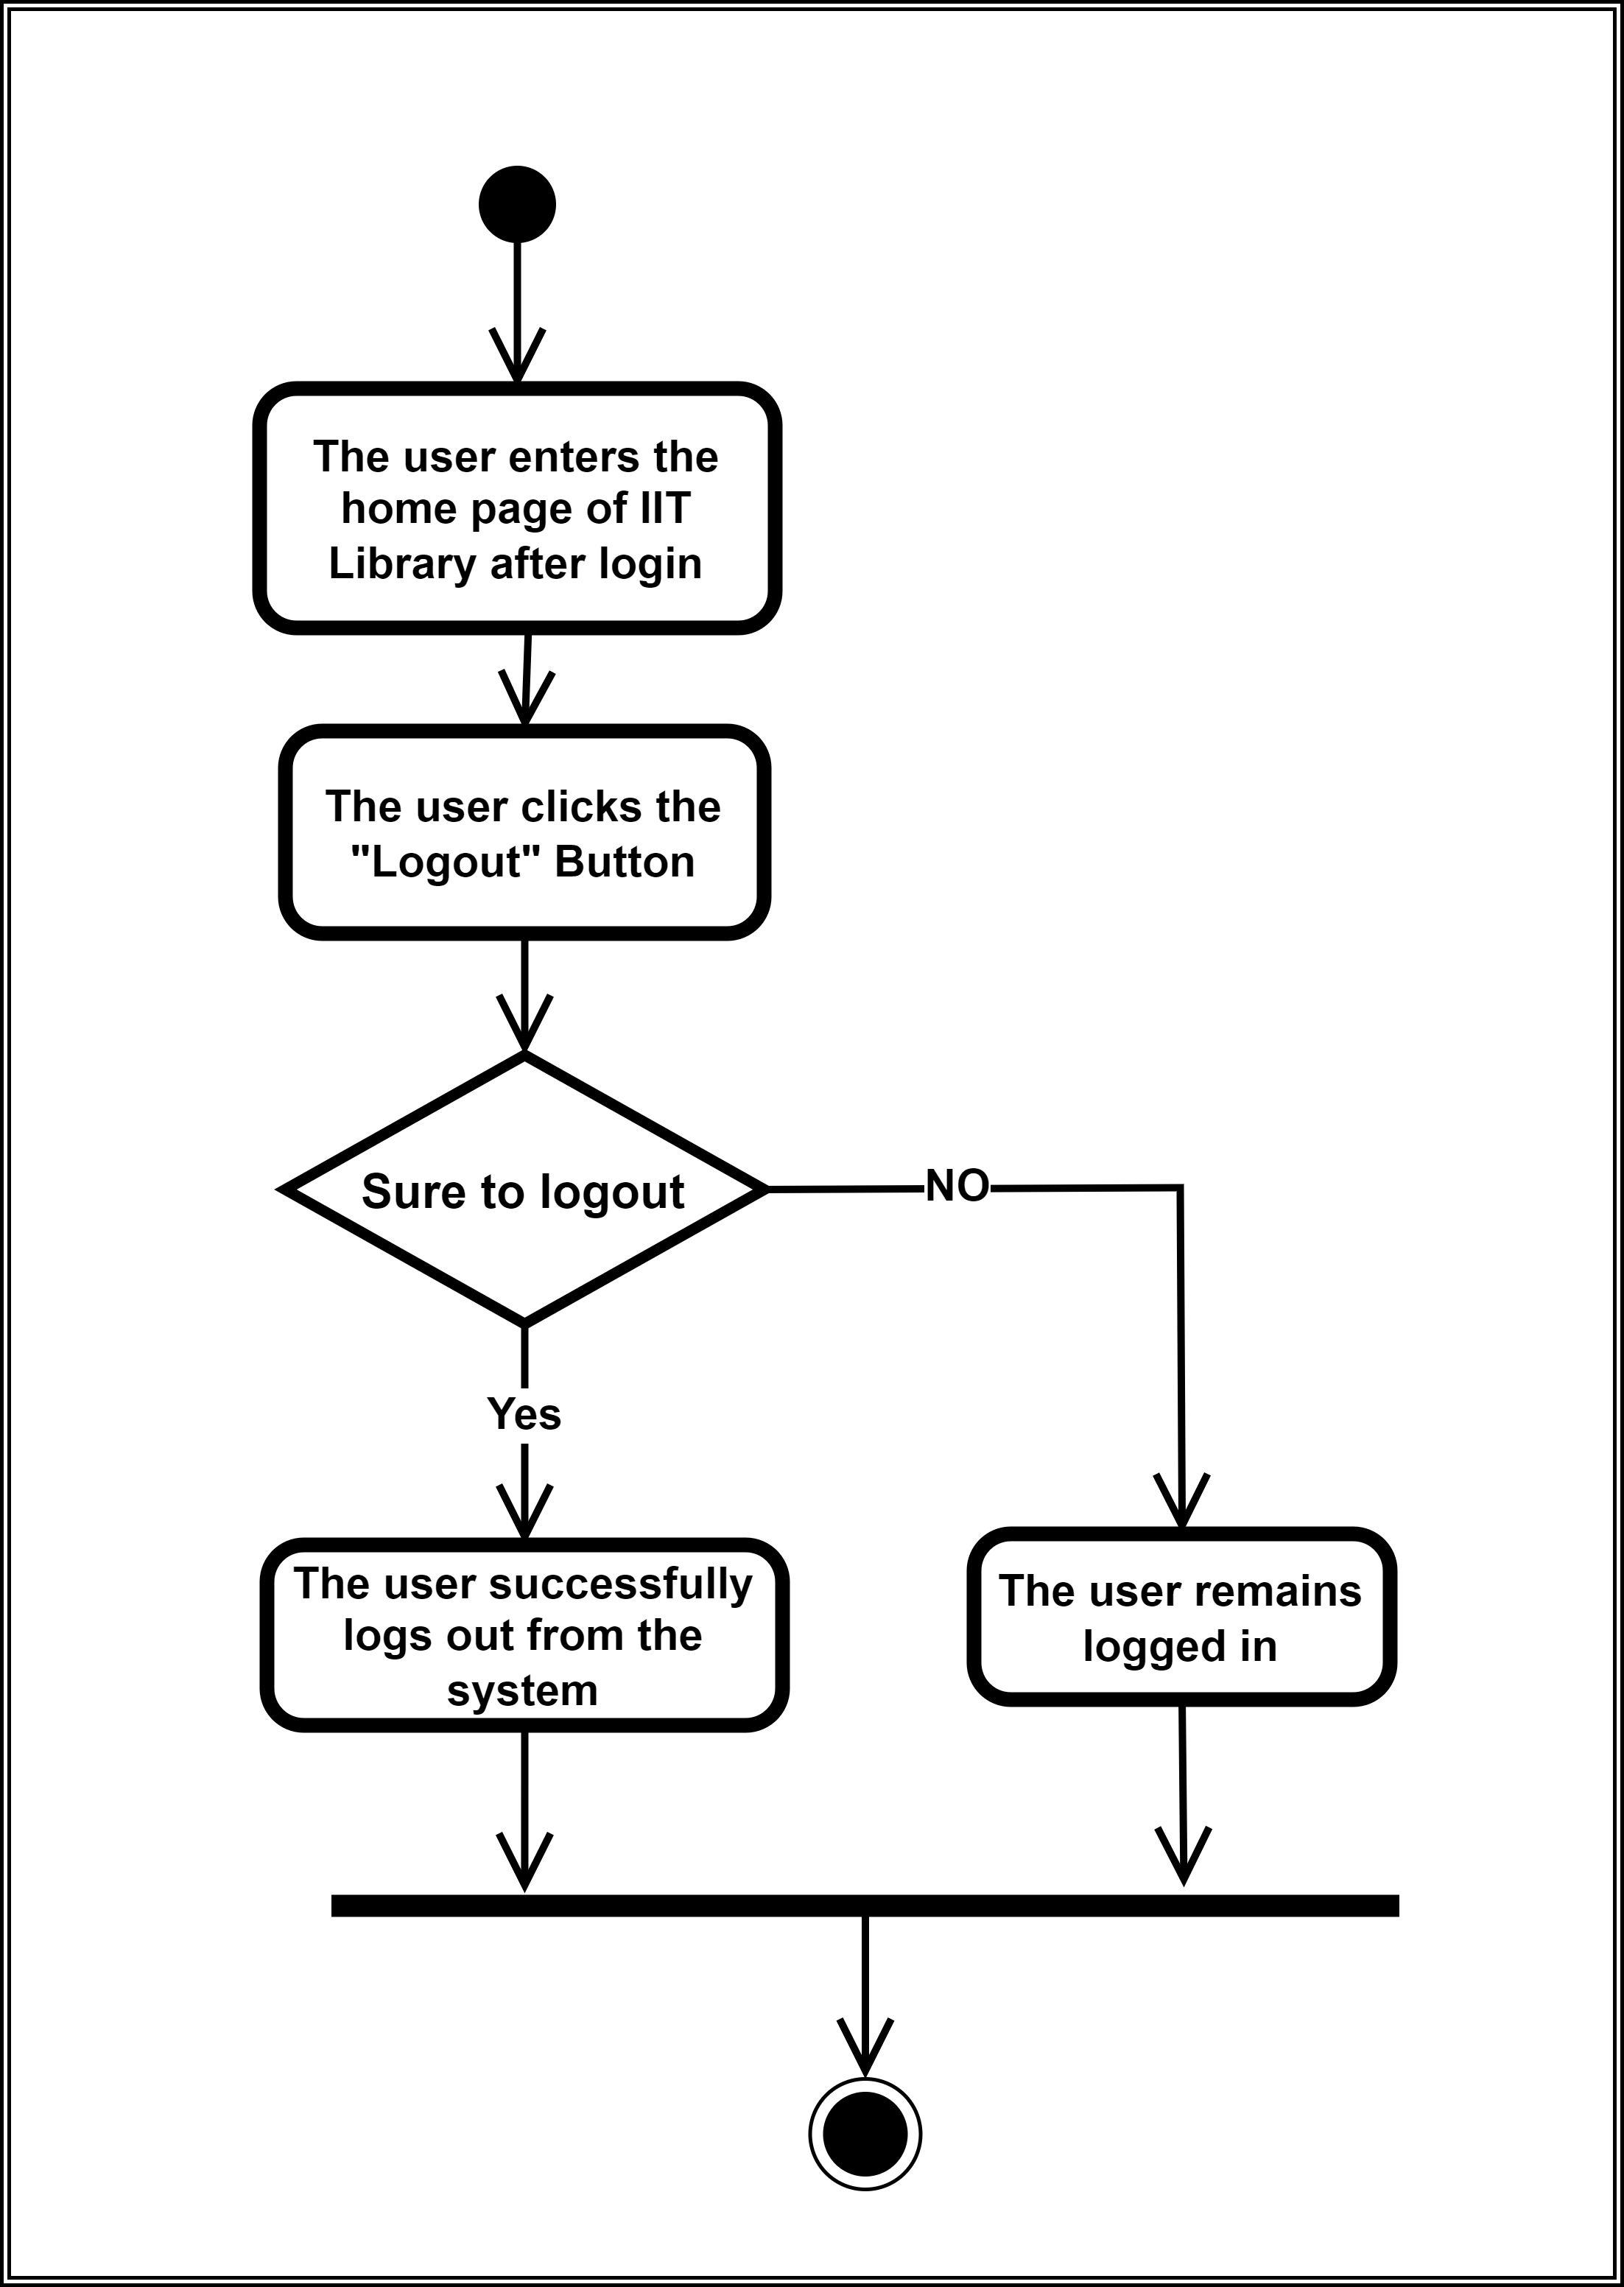 The user enters the
home page of IIT
Library after login
The user clicks the
"Logout" Button
Sure to logout
NO
Yes
The user successfully
logs out from the
system
The user remains
logged in